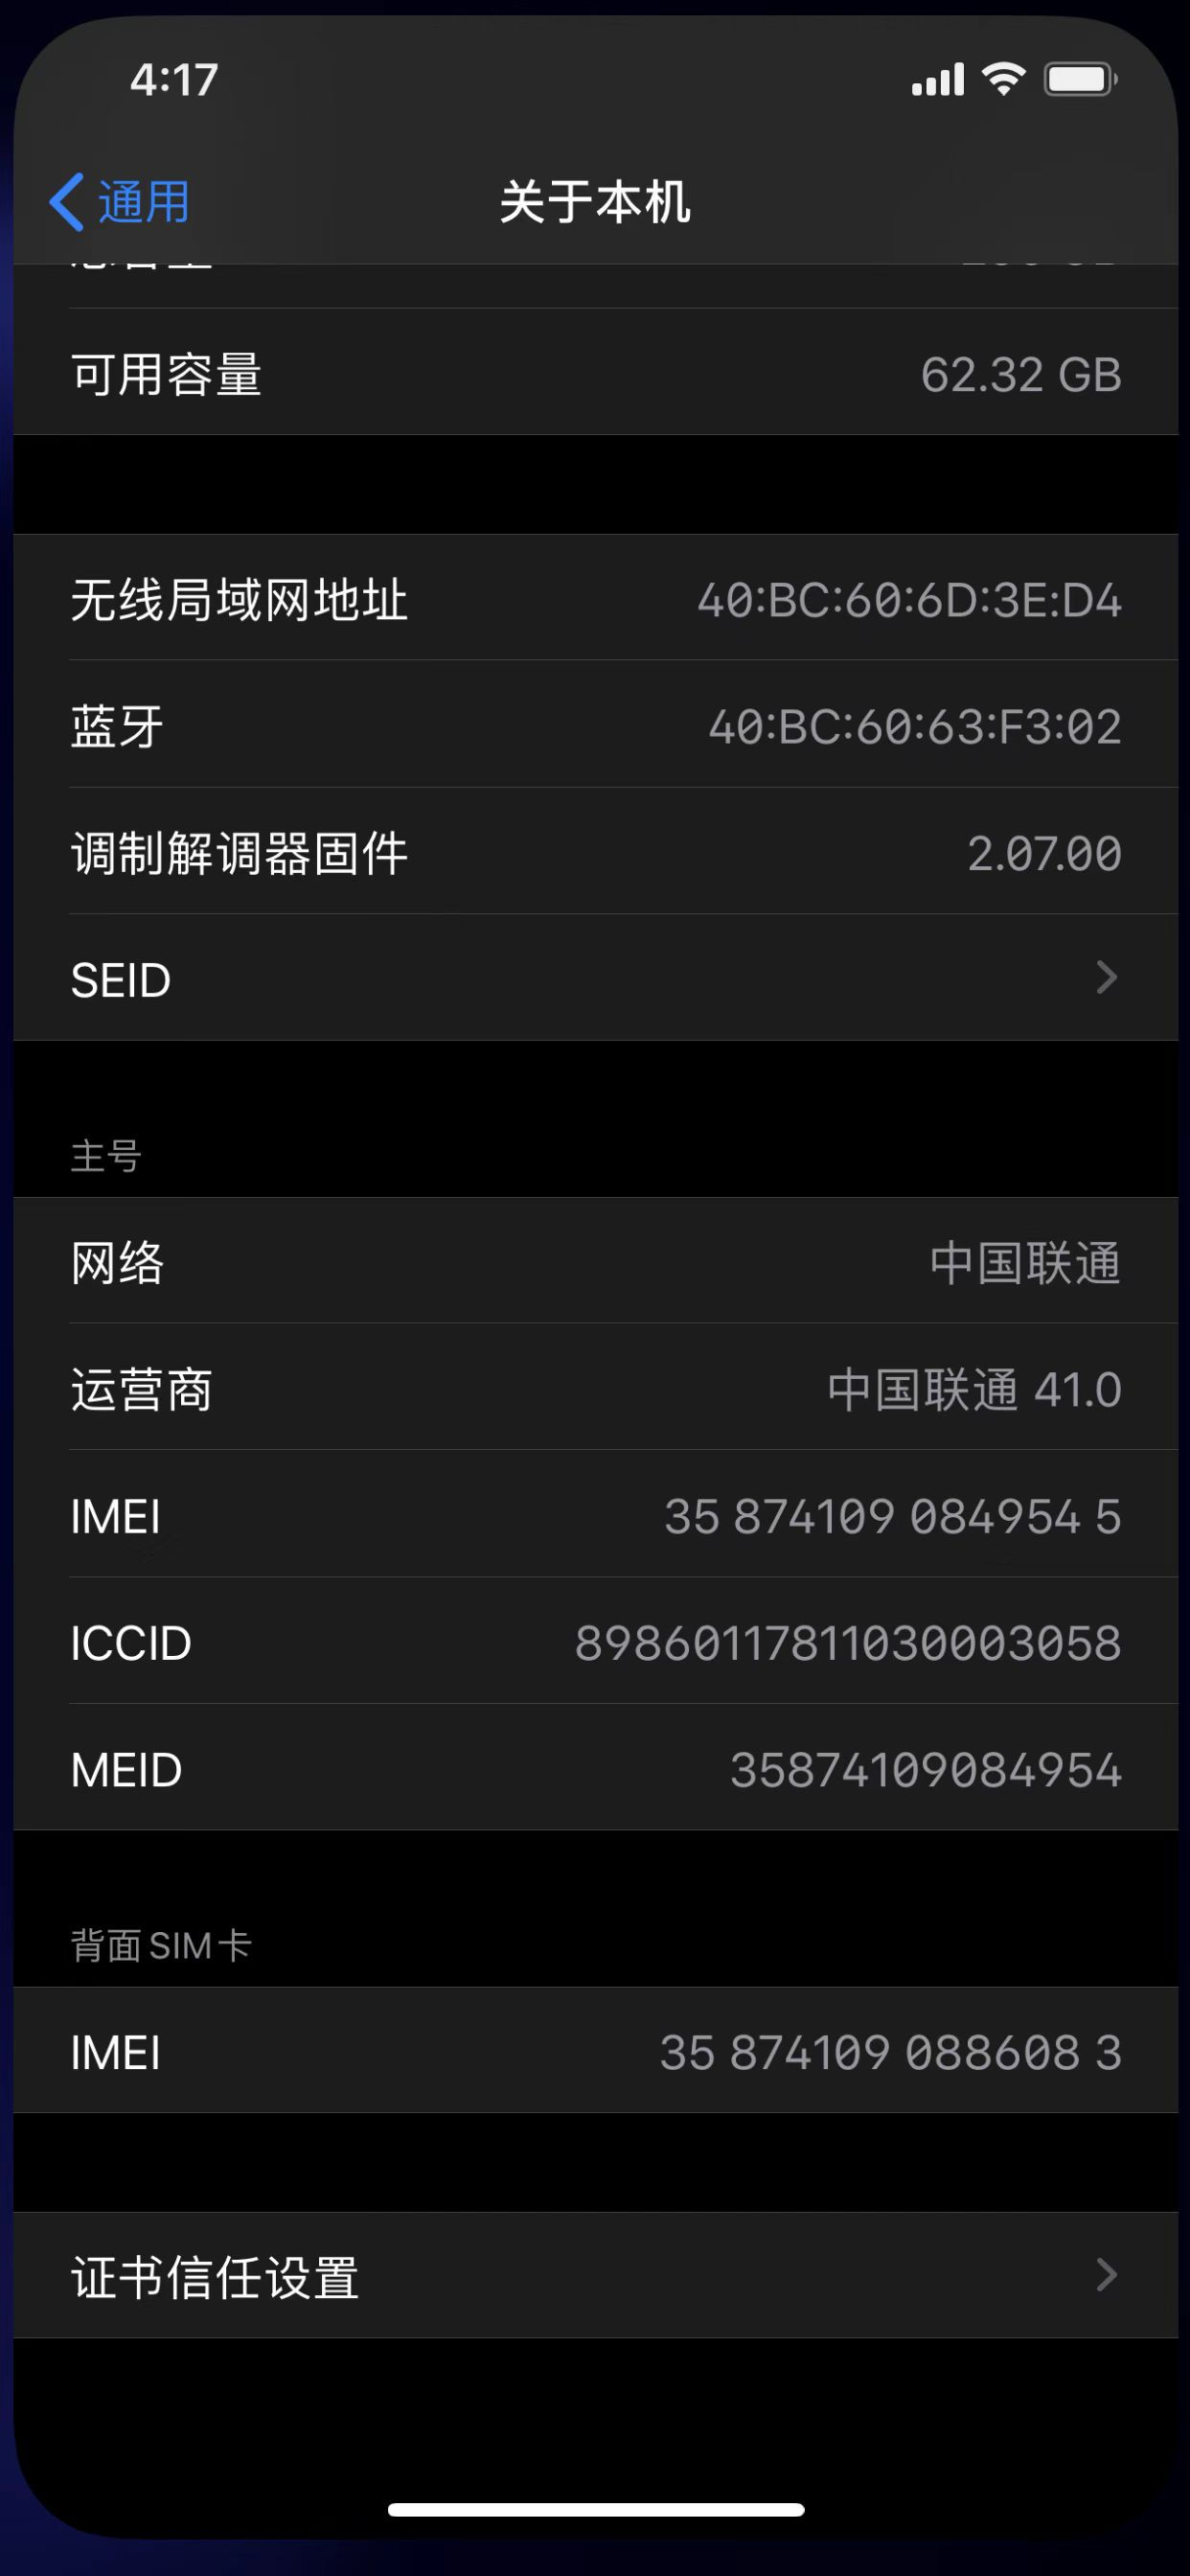 4:17
通用
关于本机
可用容量 62.32 GB
无线局域网地址 40:BC:60:6D:3E:D4
蓝牙 40:BC:60:63:F3:02
调制解调器固件 2.07.00
SEID
主号
网络 中国联通
运营商 中国联通 41.0
IMEI 35 874109 084954 5
ICCID 89860117811030003058
MEID 35874109084954
背面SIM卡
IMEI 35 874109 088608 3
证书信任设置